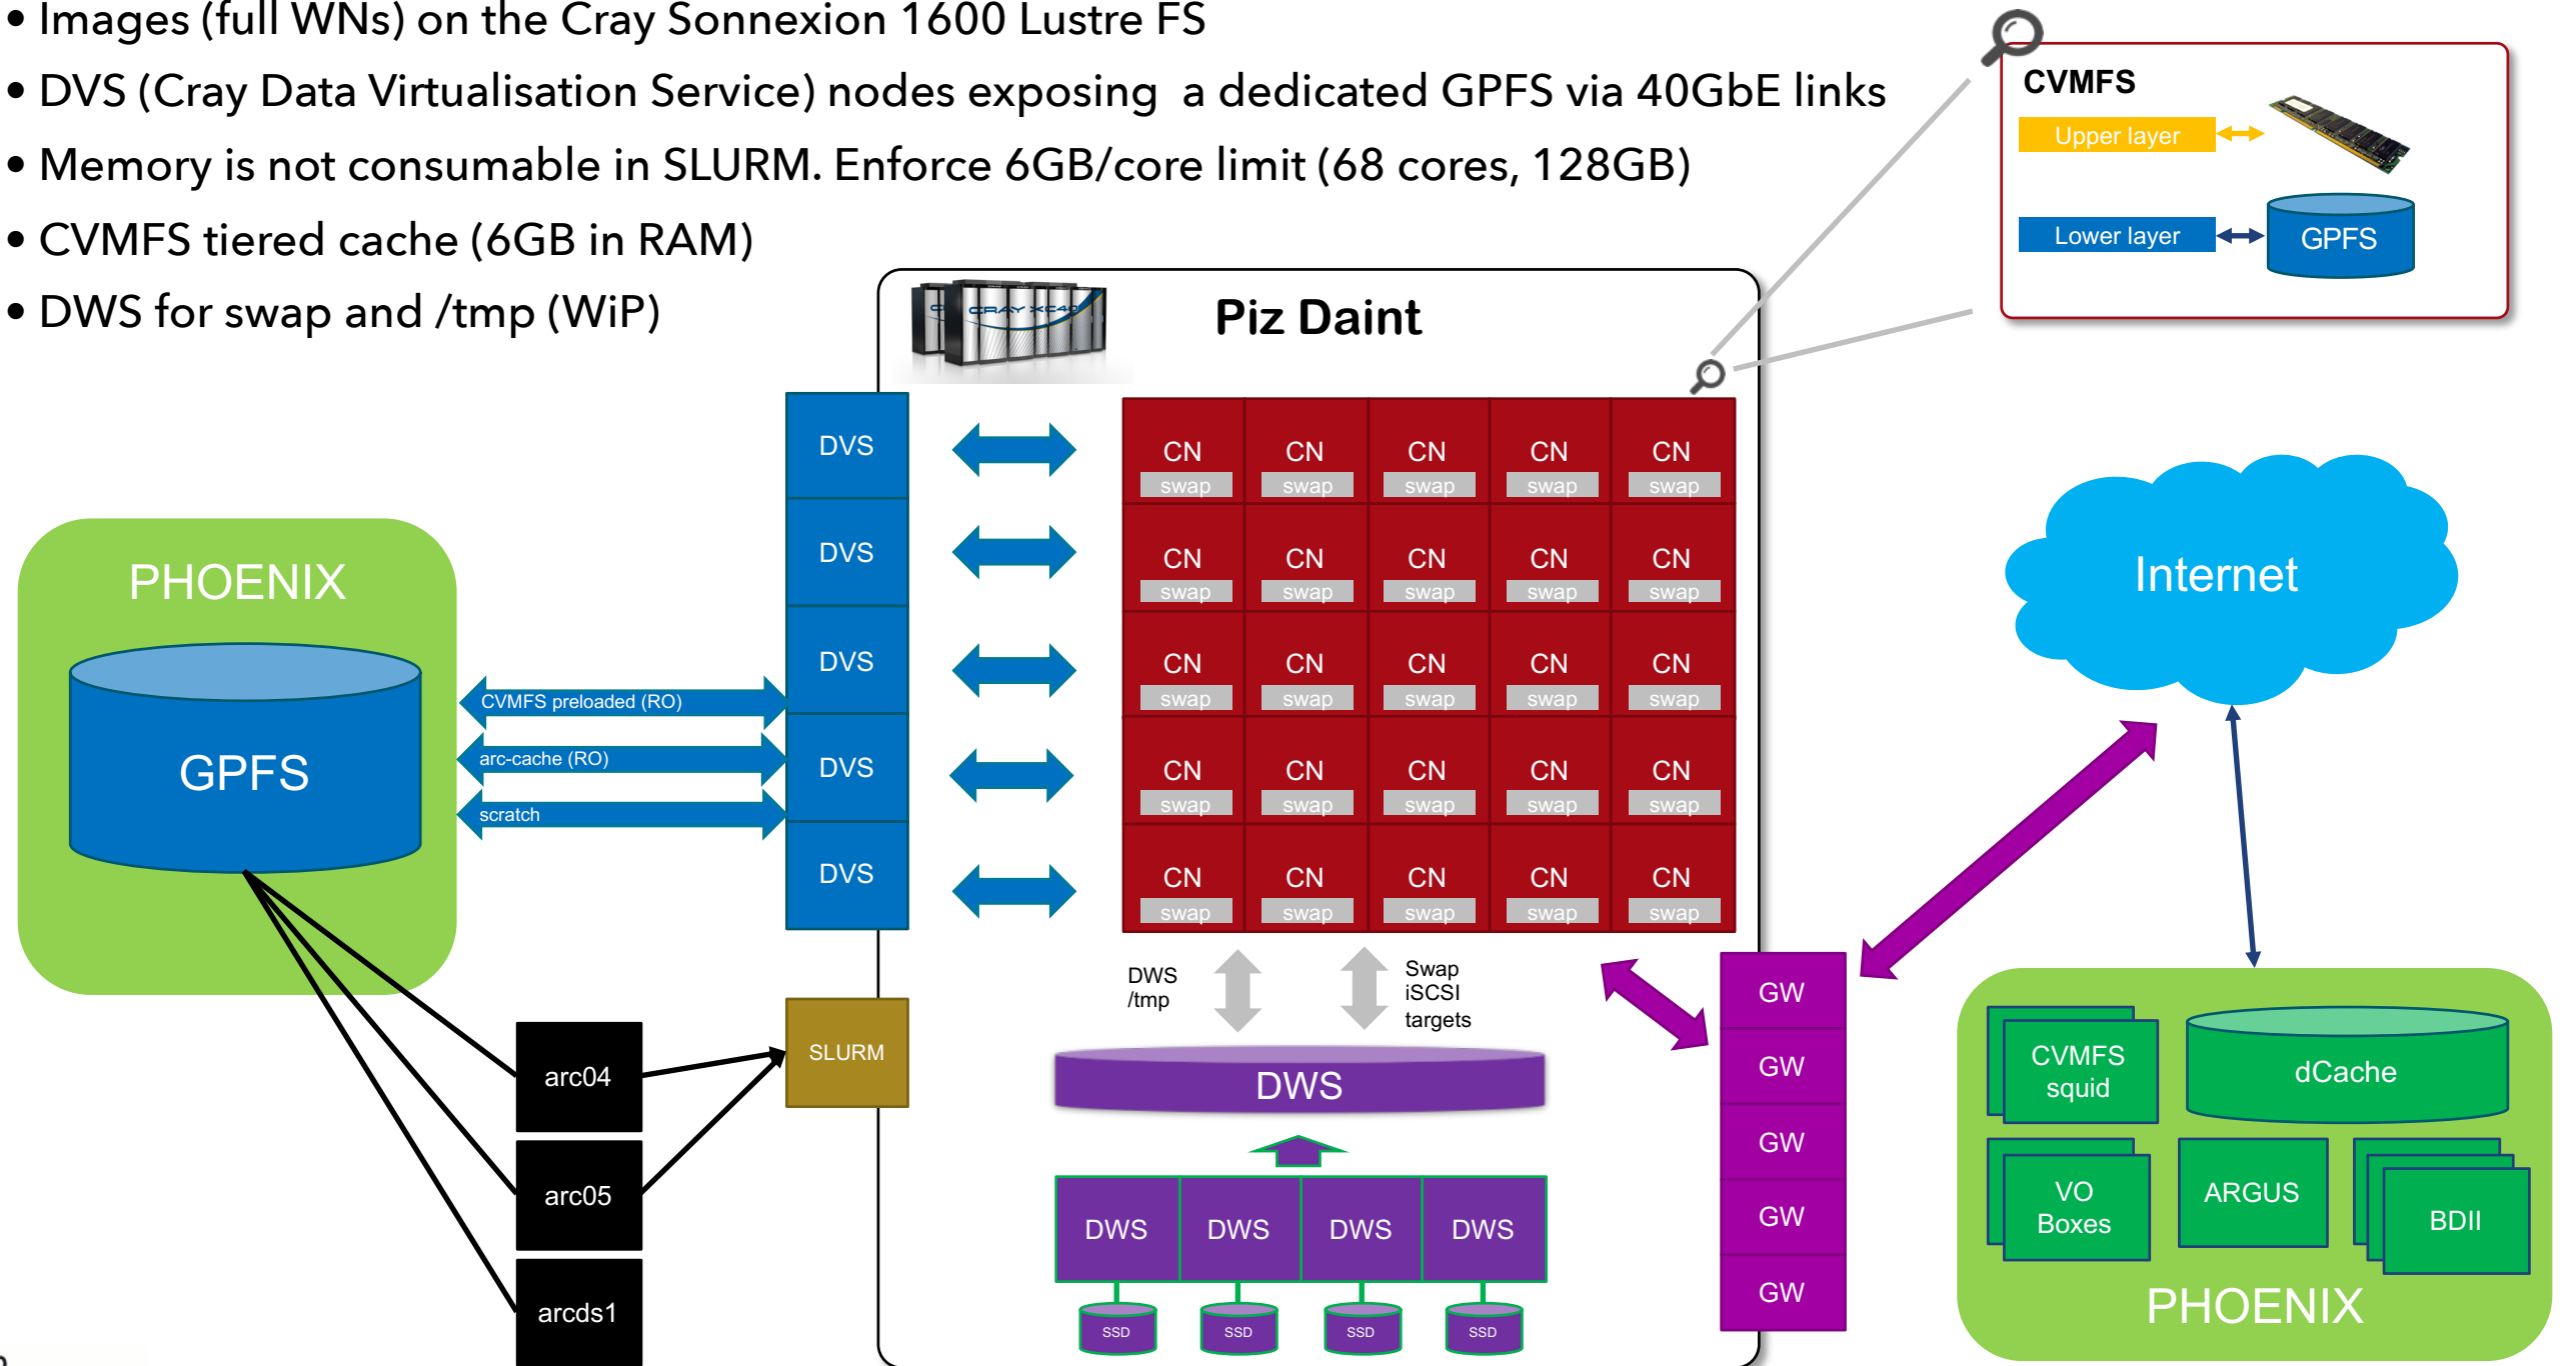 • Images (full WNs) on the Cray Sonnexion 1600 Lustre FS
• DVS (Cray Data Virtualisation Service) nodes exposing a dedicated GPFS via 40GbE links
• Memory is not consumable in SLURM. Enforce 6GB/core limit (68 cores, 128GB)
• CVMFS tiered cache (6GB in RAM)
• DWS for swap and /tmp (WiP)
CVMFS
Upper layer
Lower layer
GPFS
CRAY XC40
Piz Daint
DVS
DVS
DVS
DVS
DVS
CN CN CN CN CN
swap swap swap swap swap
CN CN CN CN CN
swap swap swap swap swap
CN CN CN CN CN
swap swap swap swap swap
CN CN CN CN CN
swap swap swap swap swap
CN CN CN CN CN
swap swap swap swap swap
PHOENIX
GPFS
CVMFS preloaded (RO)
arc-cache (RO)
scratch
arc04
arc05
arcds1
SLURM
DWS
/tmp
Swap
iSCSI
targets
DWS
DWS DWS DWS DWS
SSD SSD SSD SSD
GW
GW
GW
GW
GW
Internet
CVMFS
squid
dCache
VO
Boxes
ARGUS
BDII
PHOENIX